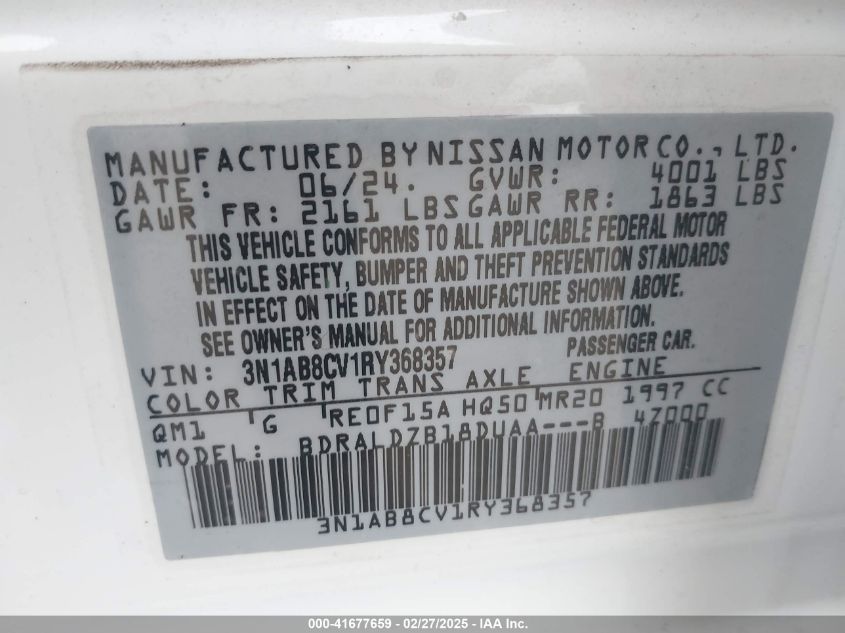 MANUFACTURED BY NISSAN MOTOR CO., LTD.
DATE: 06/24. GVWR: 4001 LBS
GAWR FR: 2161 LBS GAWR RR: 1863 LBS
THIS VEHICLE CONFORMS TO ALL APPLICABLE FEDERAL MOTOR
VEHICLE SAFETY, BUMPER AND THEFT PREVENTION STANDARDS
IN EFFECT ON THE DATE OF MANUFACTURE SHOWN ABOVE.
SEE OWNER'S MANUAL FOR ADDITIONAL INFORMATION.
VIN: 3N1AB8CV1RY368357 PASSENGER CAR.
COLOR TRIM TRANS AXLE ENGINE
QM1 G RE0F15A HQ50 MR20 1997 CC
MODEL: BDRALDZB18DUAA---B 4Z000
3N1AB8CV1RY368357
000-41677659 - 02/27/2025 - IAA Inc.